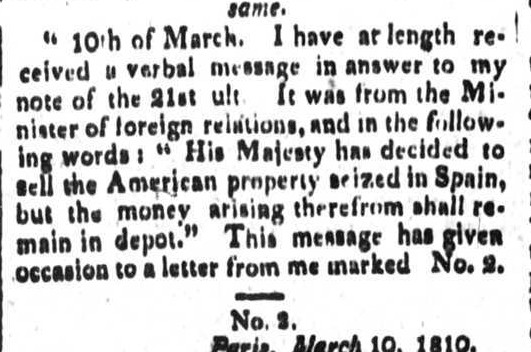 same.
" 10th of March. I have at length re-
ceived a verbal message in answer to my
note of the 21st ult It was from the Mi-
nister of foreign relations, and in the follow-
ing words : " His Majesty has decided to
sell the American property seized in Spain,
but the money arising therefrom shall re-
main in depot." This message has given
occasion to a letter from me marked No. 2.
No. 2.
Paris, March 10, 1810.